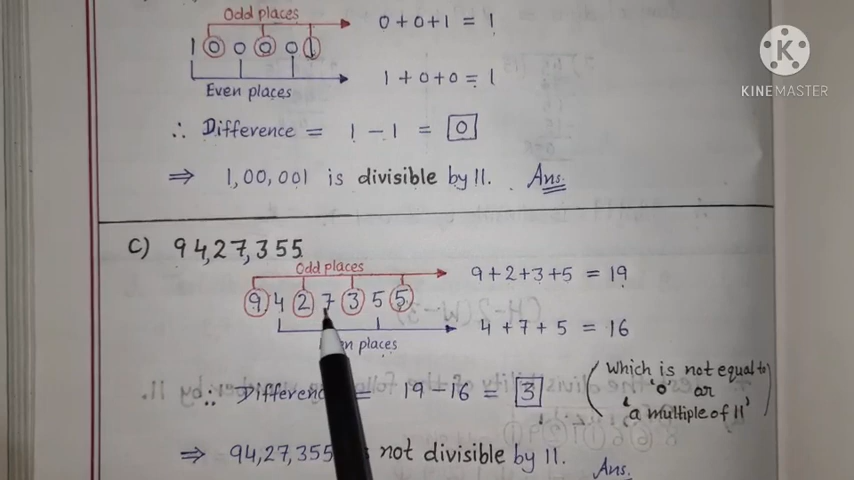 Odd places
0+0+1 = 1
1 0 0 0 0 1
1+0+0 = 1
Even places
KINEMASTER
∴ Difference = 1 - 1 = 0
⇒ 1,00,001 is divisible by 11. Ans.
C) 94,27,355
Odd places
9+2+3+5 = 19
9 4 2 7 3 5 5
4+7+5 = 16
places
Which is not equal to
∴ = 19-16 = 3
'0' or
'a multiple of 11'
⇒ 94,27,355 not divisible by 11.
Ans.